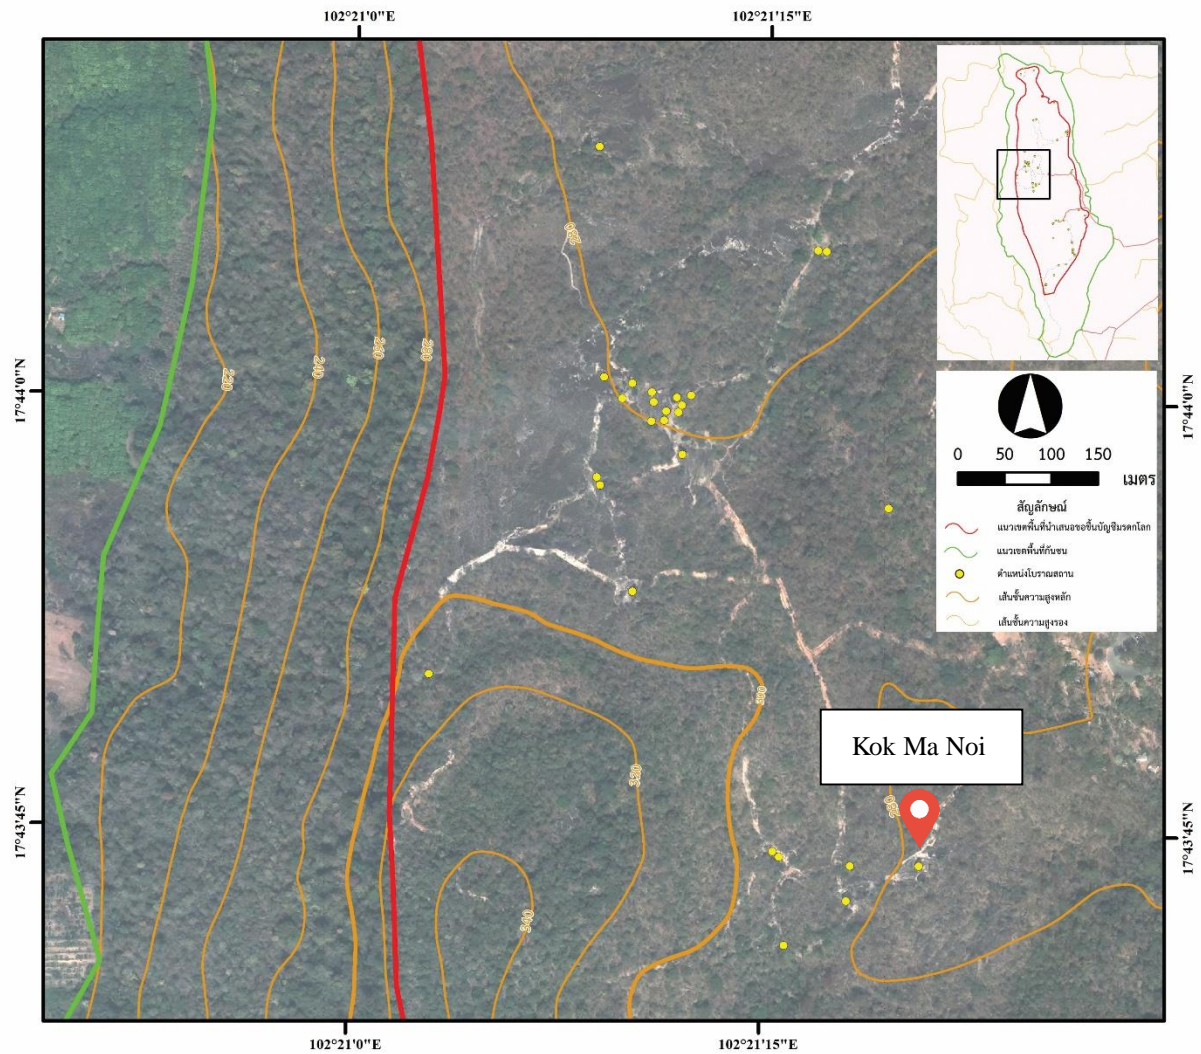 102°21'0"E
102°21'15"E
17°44'0"N
17°44'0"N
280
220
240
260
280
0 50 100 150 เมตร
สัญลักษณ์
แนวเขตพื้นที่นำเสนอขอขึ้นบัญชีมรดกโลก
แนวเขตพื้นที่กันชน
ตำแหน่งโบราณสถาน
เส้นชั้นความสูงหลัก
เส้นชั้นความสูงรอง
300
320
Kok Ma Noi
280
340
17°43'45"N
17°43'45"N
102°21'0"E
102°21'15"E